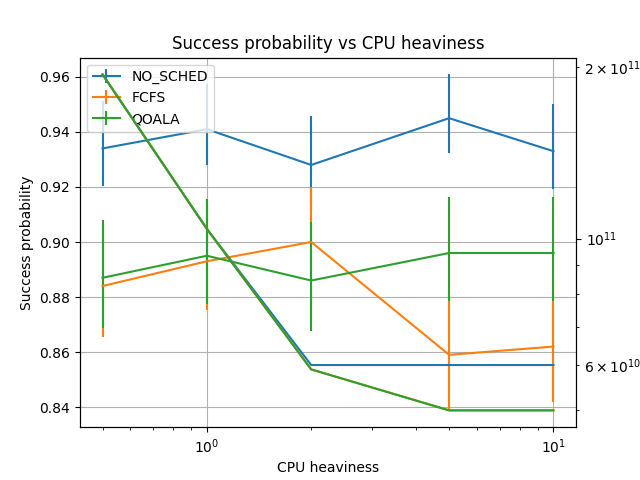 Success probability vs CPU heaviness
NO_SCHED
FCFS
QOALA
0.96
0.94
0.92
0.90
0.88
0.86
0.84
Success probability
2 × 10¹¹
10¹¹
6 × 10¹⁰
10⁰
10¹
CPU heaviness